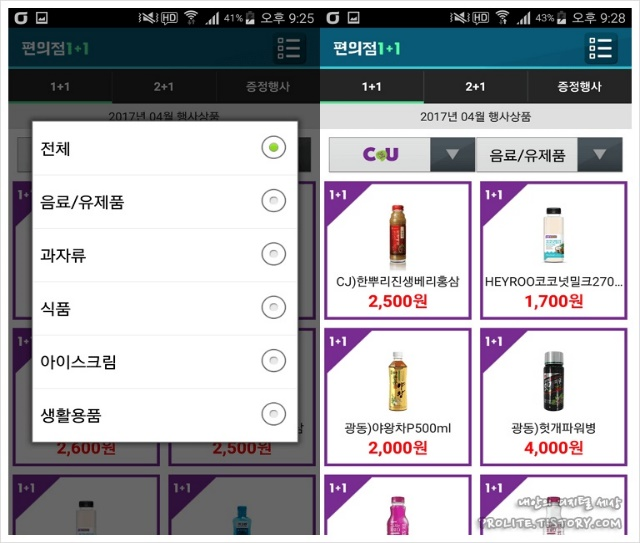 41% 오후 9:25
편의점1+1
1+1 2+1 증정행사
2017년 04월 행사상품
전체
음료/유제품
과자류
식품
아이스크림
생활용품
1+1 1+1
1+1 1+1
2,600원 2,500원
1+1 1+1
HD 43% 오후 9:28
편의점1+1
1+1 2+1 증정행사
2017년 04월 행사상품
CU 음료/유제품
1+1 1+1
CJ)한뿌리진생베리홍삼 HEYROO코코넛밀크270...
2,500원 1,700원
1+1 1+1
광동)야왕차P500ml 광동)헛개파워병
2,000원 4,000원
1+1 1+1
PROLITE.TISTORY.COM